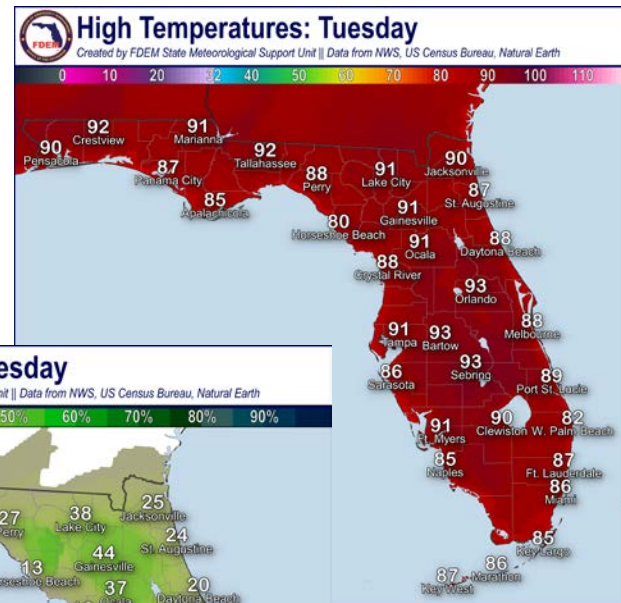 High Temperatures: Tuesday
FDEM
Created by FDEM State Meteorological Support Unit || Data from NWS, US Census Bureau, Natural Earth
0 10 20 32 40 50 60 70 80 90 100 110
92
Crestview
91
Marianna
90
Pensacola
87
Panama City
92
Tallahassee
85
Apalachicola
88
Perry
91
Lake City
90
Jacksonville
87
St. Augustine
80
Horseshoe Beach
91
Gainesville
91
Ocala
88
Daytona Beach
88
Crystal River
93
Orlando
91
Tampa
93
Bartow
88
Melbourne
86
Sarasota
93
Sebring
89
Port St. Lucie
91
Ft. Myers
90
Clewiston
82
W. Palm Beach
85
Naples
87
Ft. Lauderdale
86
Miami
85
Key Largo
86
Marathon
87
Key West
esday
nit || Data from NWS, US Census Bureau, Natural Earth
50% 60% 70% 80% 90%
27
Perry
38
Lake City
25
Jacksonville
24
St. Augustine
13
rseshoe Beach
44
Gainesville
37
Ocala
20
Daytona Beach